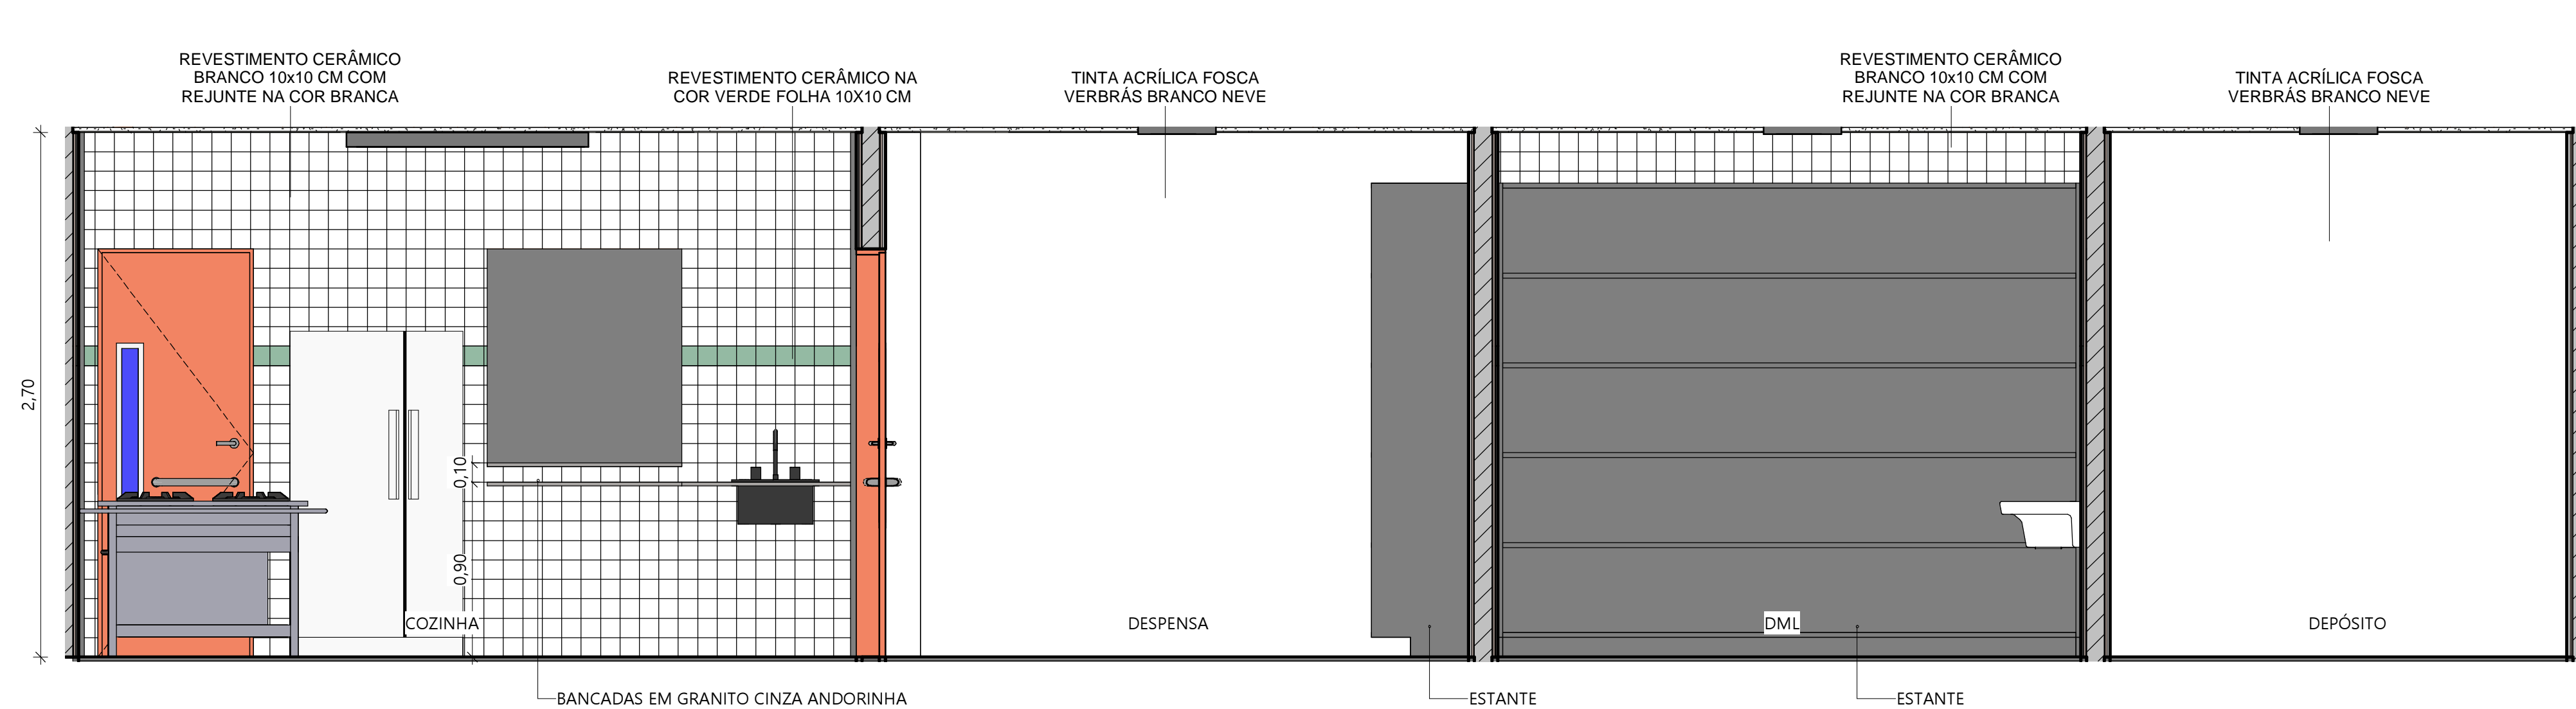 REVESTIMENTO CERÂMICO
BRANCO 10x10 CM COM
REJUNTE NA COR BRANCA
REVESTIMENTO CERÂMICO NA
COR VERDE FOLHA 10X10 CM
TINTA ACRÍLICA FOSCA
VERBRÁS BRANCO NEVE
REVESTIMENTO CERÂMICO
BRANCO 10x10 CM COM
REJUNTE NA COR BRANCA
TINTA ACRÍLICA FOSCA
VERBRÁS BRANCO NEVE
2,70
0,10
0,90
COZINHA
DESPENSA
DML
DEPÓSITO
BANCADAS EM GRANITO CINZA ANDORINHA
ESTANTE
ESTANTE